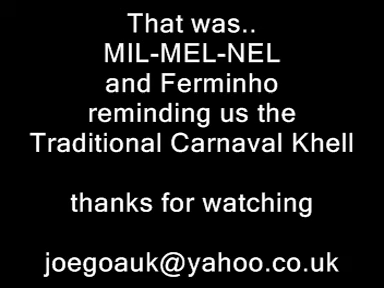 That was..
MIL-MEL-NEL
and Ferminho
reminding us the
Traditional Carnaval Khell
thanks for watching
joegoauk@yahoo.co.uk